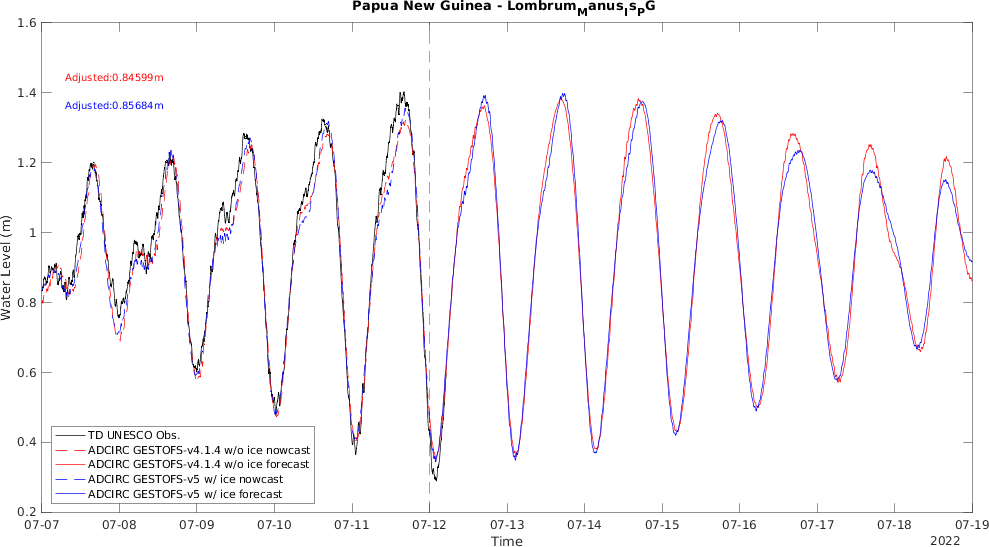 Papua New Guinea - Lombrum_Manus_Is_PG
1.6
1.4
1.2
1
0.8
0.6
0.4
0.2
Water Level (m)
Adjusted:0.84599m
Adjusted:0.85684m
TD UNESCO Obs.
ADCIRC GESTOFS-v4.1.4 w/o ice nowcast
ADCIRC GESTOFS-v4.1.4 w/o ice forecast
ADCIRC GESTOFS-v5 w/ ice nowcast
ADCIRC GESTOFS-v5 w/ ice forecast
07-07 07-08 07-09 07-10 07-11 07-12 07-13 07-14 07-15 07-16 07-17 07-18 07-19
Time
2022